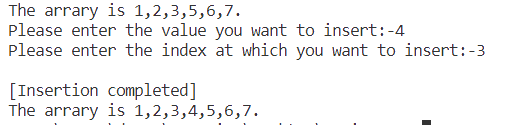 The arrary is 1,2,3,5,6,7.
Please enter the value you want to insert:-4
Please enter the index at which you want to insert:-3
[Insertion completed]
The arrary is 1,2,3,4,5,6,7.